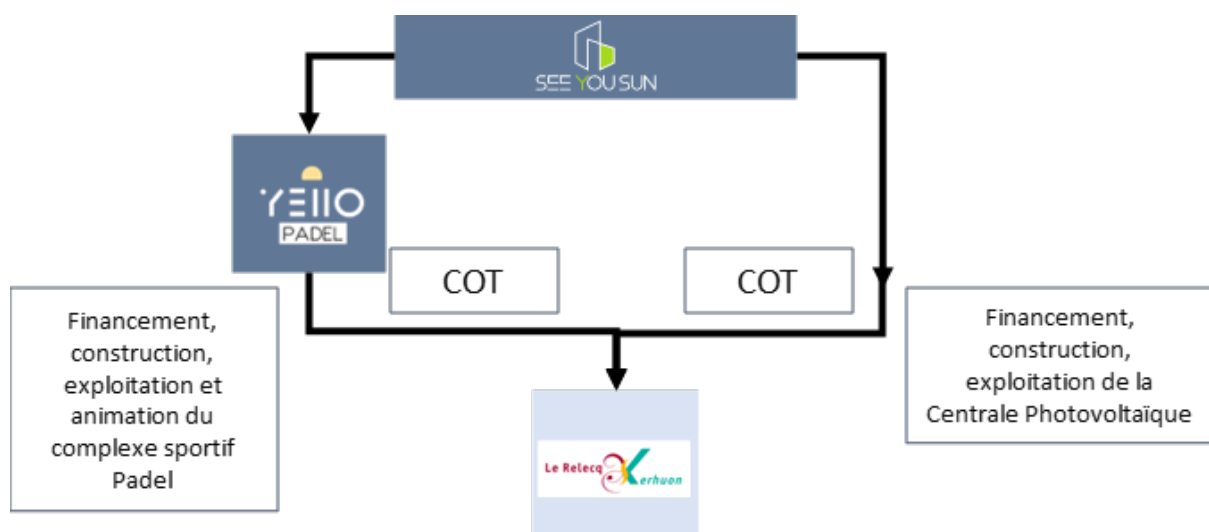 SEE YOU SUN
YELLO
PADEL
COT
COT
Financement,
construction,
exploitation et
animation du
complexe sportif
Padel
Financement,
construction,
exploitation de la
Centrale Photovoltaïque
Le Relecq Kerhuon